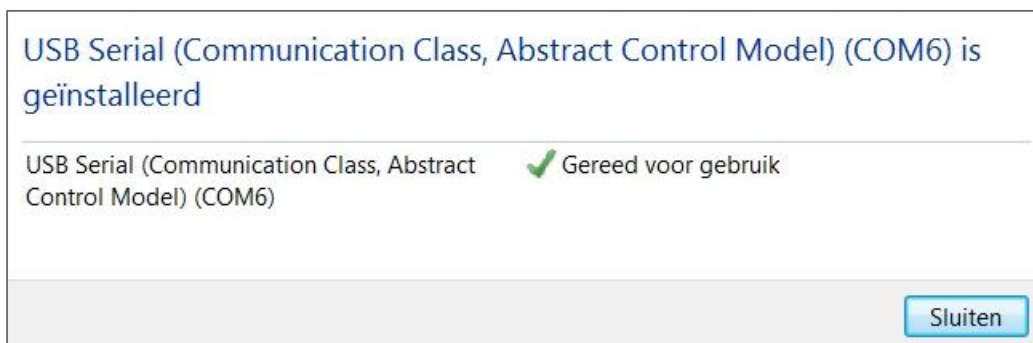 USB Serial (Communication Class, Abstract Control Model) (COM6) is
geïnstalleerd
USB Serial (Communication Class, Abstract
Control Model) (COM6)
Gereed voor gebruik
Sluiten